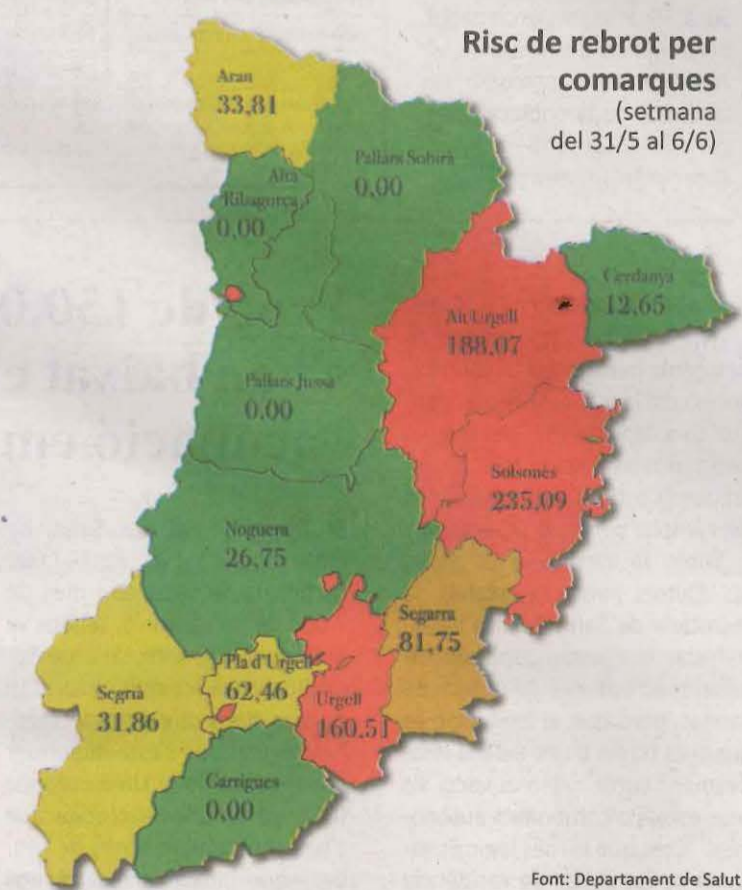 Risc de rebrot per
comarques
(setmana
del 31/5 al 6/6)
Aran
33,81
Pallars Sobirà
0,00
Alta
Ribagorça
0,00
Cerdanya
12,65
Alt Urgell
188,07
Pallars Jussà
0,00
Solsonès
235,09
Noguera
26,75
Segarra
81,75
Pla d'Urgell
62,46
Segrià
31,86
Urgell
160,51
Garrigues
0,00
Font: Departament de Salut